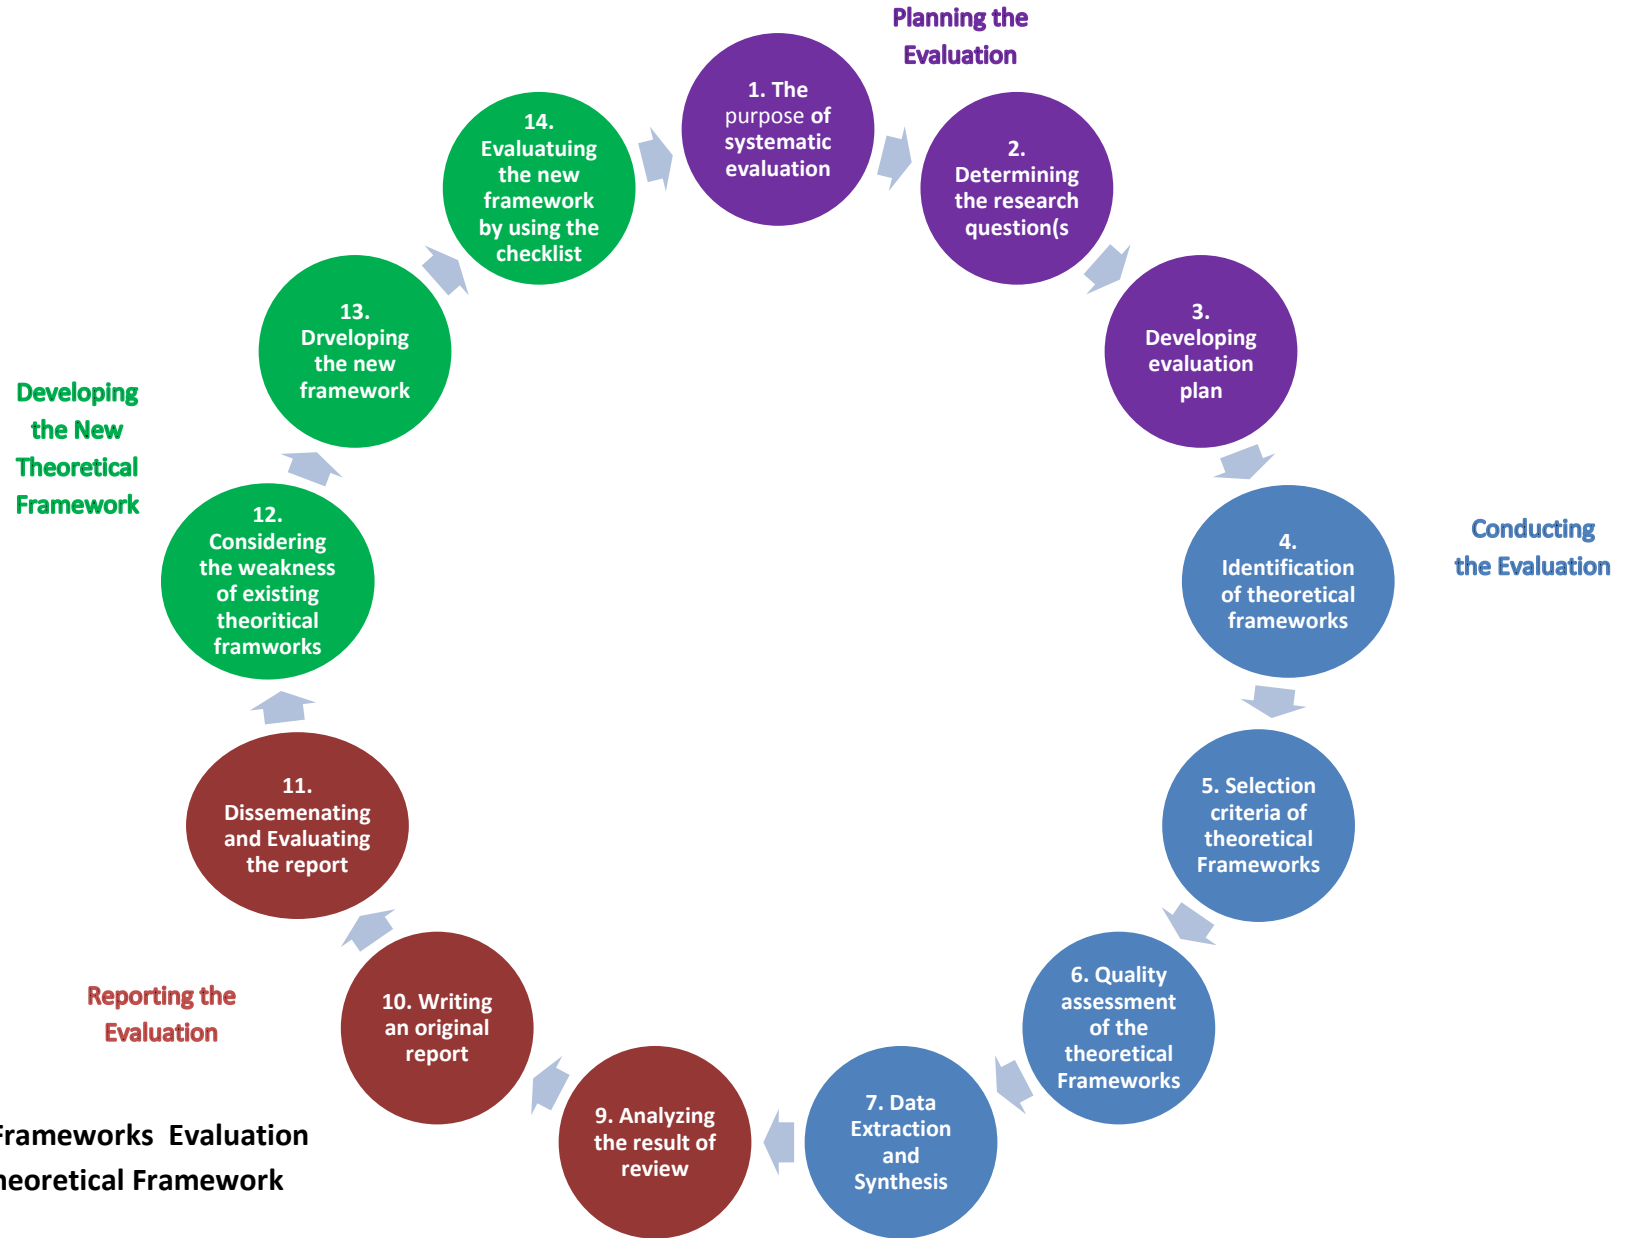 Planning the
Evaluation
1. The
purpose of
systematic
evaluation
2.
Determining
the research
question(s
3.
Developing
evaluation
plan
Conducting
the Evaluation
4.
Identification
of theoretical
frameworks
5. Selection
criteria of
theoretical
Frameworks
6. Quality
assessment
of the
theoretical
Frameworks
7. Data
Extraction
and
Synthesis
9. Analyzing
the result of
review
10. Writing
an original
report
Reporting the
Evaluation
11.
Dissemenating
and Evaluating
the report
12.
Considering
the weakness
of existing
theoritical
framworks
Developing
the New
Theoretical
Framework
13.
Drveloping
the new
framework
14.
Evaluatuing
the new
framework
by using the
checklist
Frameworks Evaluation
heoretical Framework